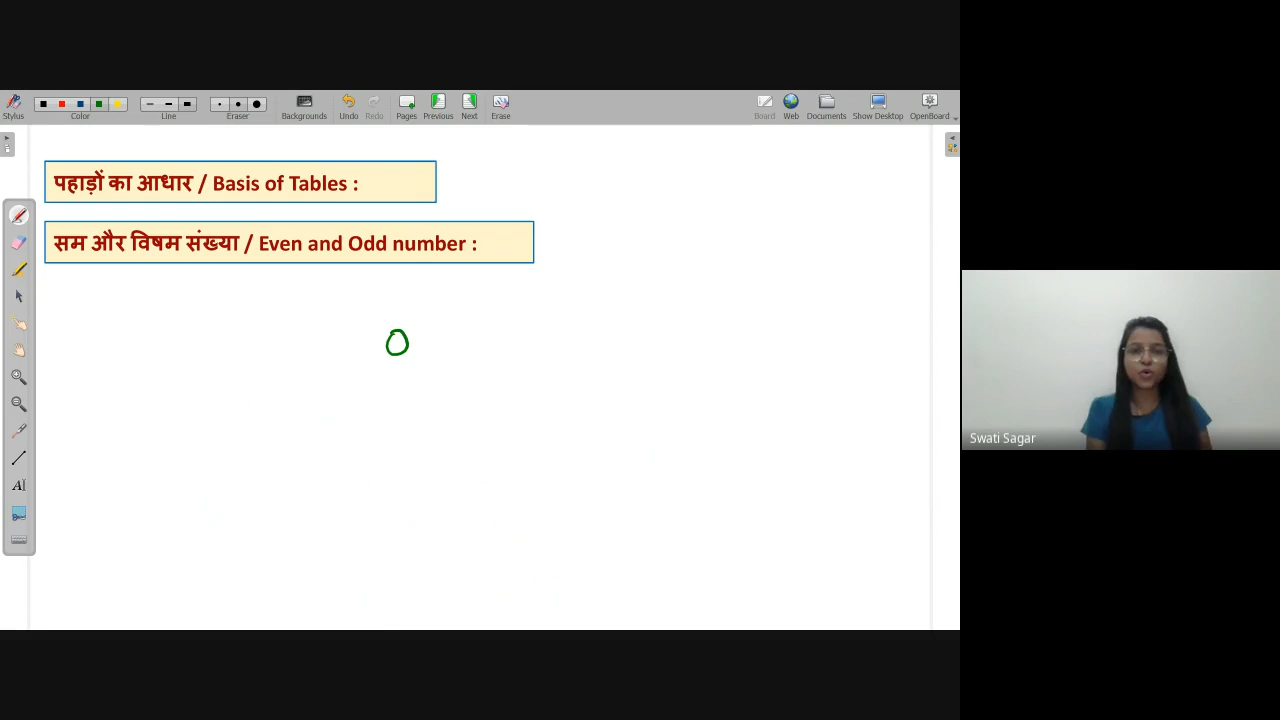 Stylus Color Line Eraser Backgrounds Undo Redo Pages Previous Next Erase Board Web Documents Show Desktop OpenBoard
पहाड़ों का आधार / Basis of Tables :
सम और विषम संख्या / Even and Odd number :
0
Swati Sagar